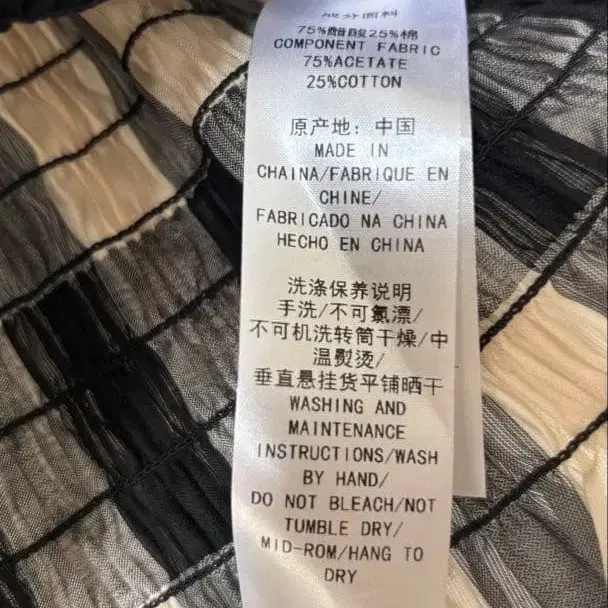 成分面料
75%醋酸25%棉
COMPONENT FABRIC
75%ACETATE
25%COTTON
原产地：中国
MADE IN
CHAINA/FABRIQUE EN
CHINE/
FABRICADO NA CHINA
HECHO EN CHINA
洗涤保养说明
手洗/不可氯漂/
不可机洗转筒干燥/中
温熨烫/
垂直悬挂货平铺晒干
WASHING AND
MAINTENANCE
INSTRUCTIONS/WASH
BY HAND/
DO NOT BLEACH/NOT
TUMBLE DRY/
MID-ROM/HANG TO
DRY